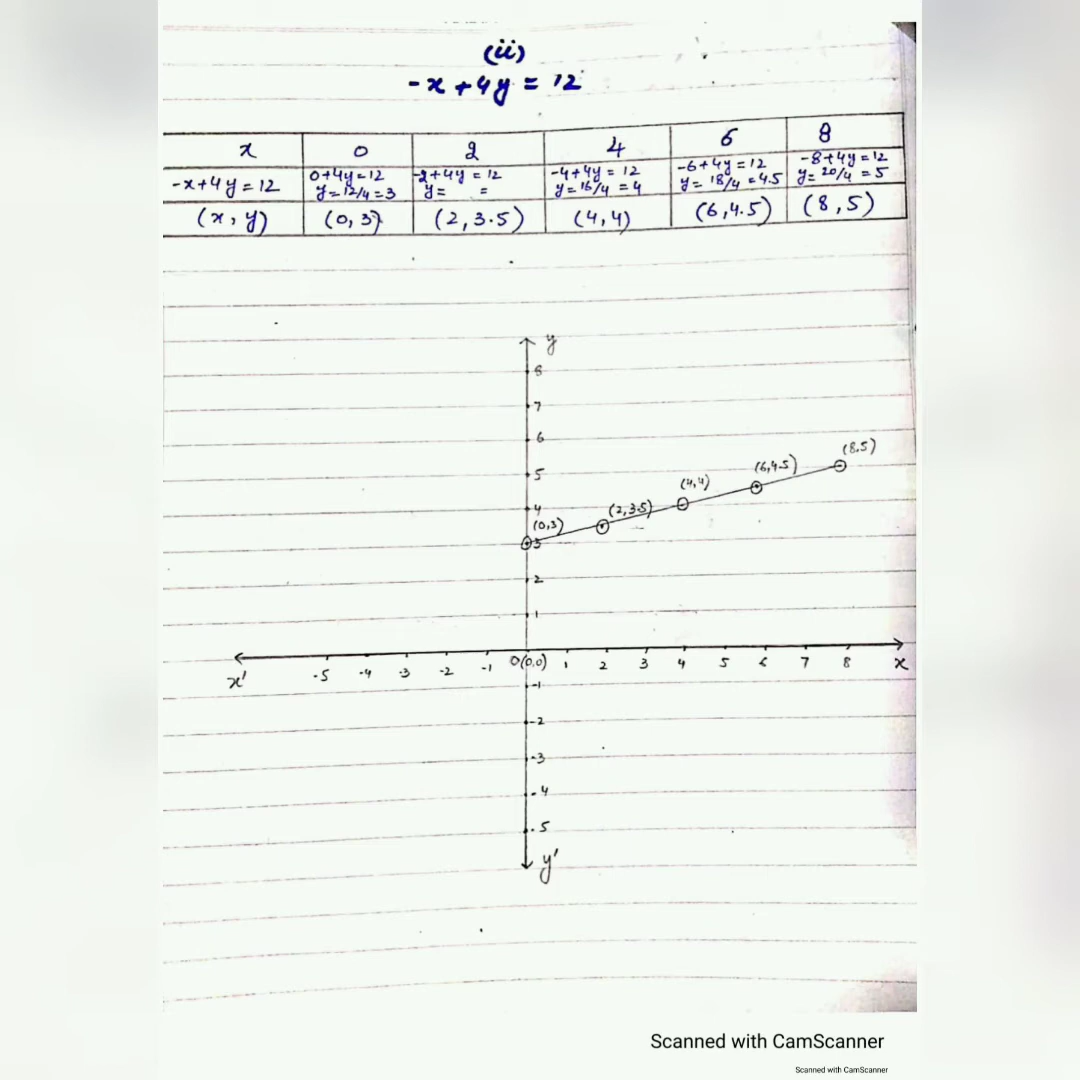 (ii)
-x + 4y = 12
x 0 2 4 6 8
-x+4y = 12 0+4y=12 -2+4y = 12 -4+4y = 12 -6+4y = 12 -8+4y=12
y=12/4=3 y= = y=16/4 = 4 y= 18/4 = 4.5 y= 20/4 = 5
(x, y) (0, 3) (2, 3.5) (4, 4) (6, 4.5) (8, 5)
y
8
7
6
(8,5)
(6,4.5)
5
(4,4)
4
(2,3.5)
(0,3)
3
2
1
x' -5 -4 -3 -2 -1 O(0,0) 1 2 3 4 5 6 7 8 x
-1
-2
-3
-4
-5
y'
Scanned with CamScanner
Scanned with CamScanner